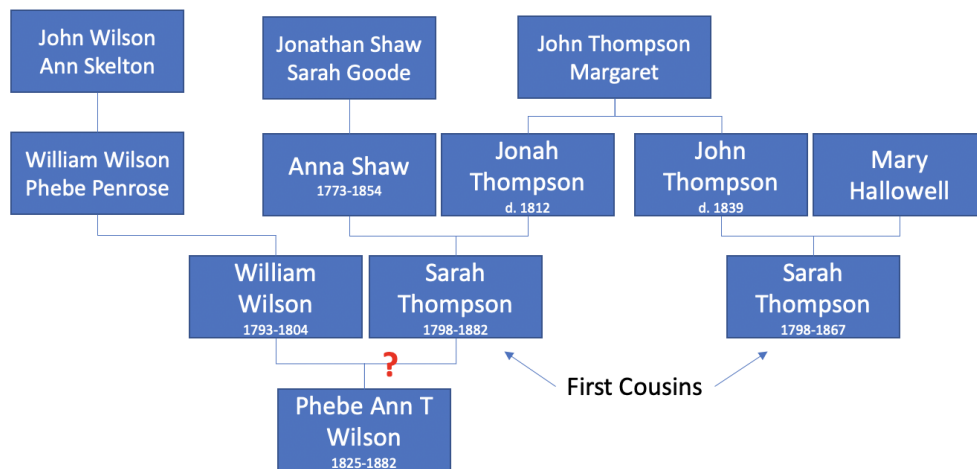 John Wilson
Ann Skelton
Jonathan Shaw
Sarah Goode
John Thompson
Margaret
William Wilson
Phebe Penrose
Anna Shaw
1773-1854
Jonah
Thompson
d. 1812
John
Thompson
d. 1839
Mary
Hallowell
William
Wilson
1793-1804
Sarah
Thompson
1798-1882
Sarah
Thompson
1798-1867
?
First Cousins
Phebe Ann T
Wilson
1825-1882